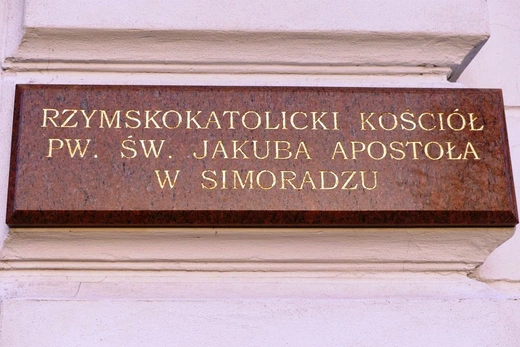 RZYMSKOKATOLICKI KOŚCIÓŁ
PW. ŚW. JAKUBA APOSTOŁA
W SIMORADZU